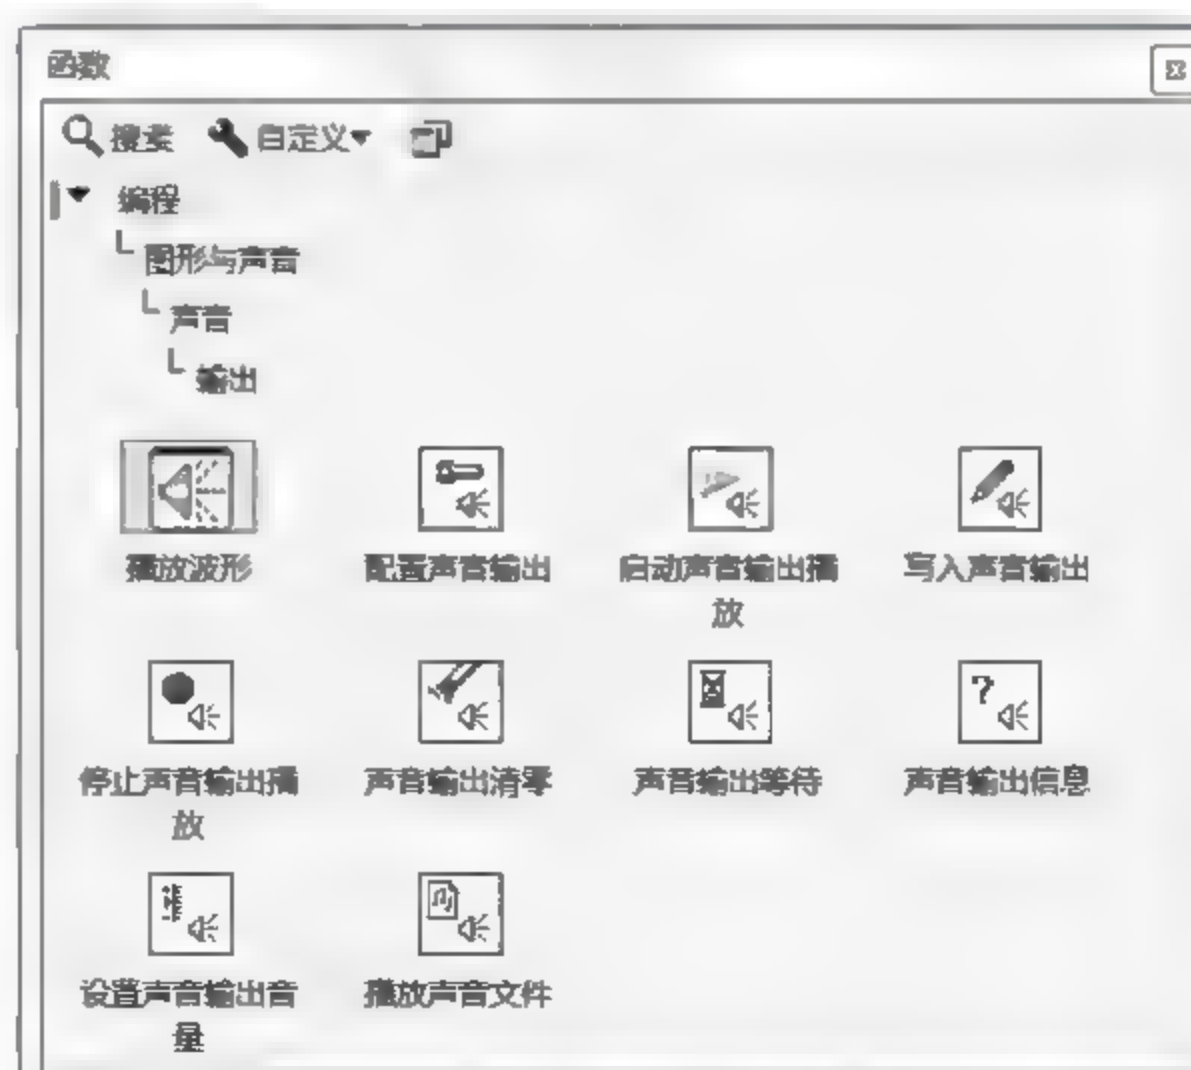 函数
搜索 自定义
编程
图形与声音
声音
输出
播放波形 配置声音输出 启动声音输出播 写入声音输出
放
停止声音输出播 声音输出清零 声音输出等待 声音输出信息
放
设置声音输出音 播放声音文件
量